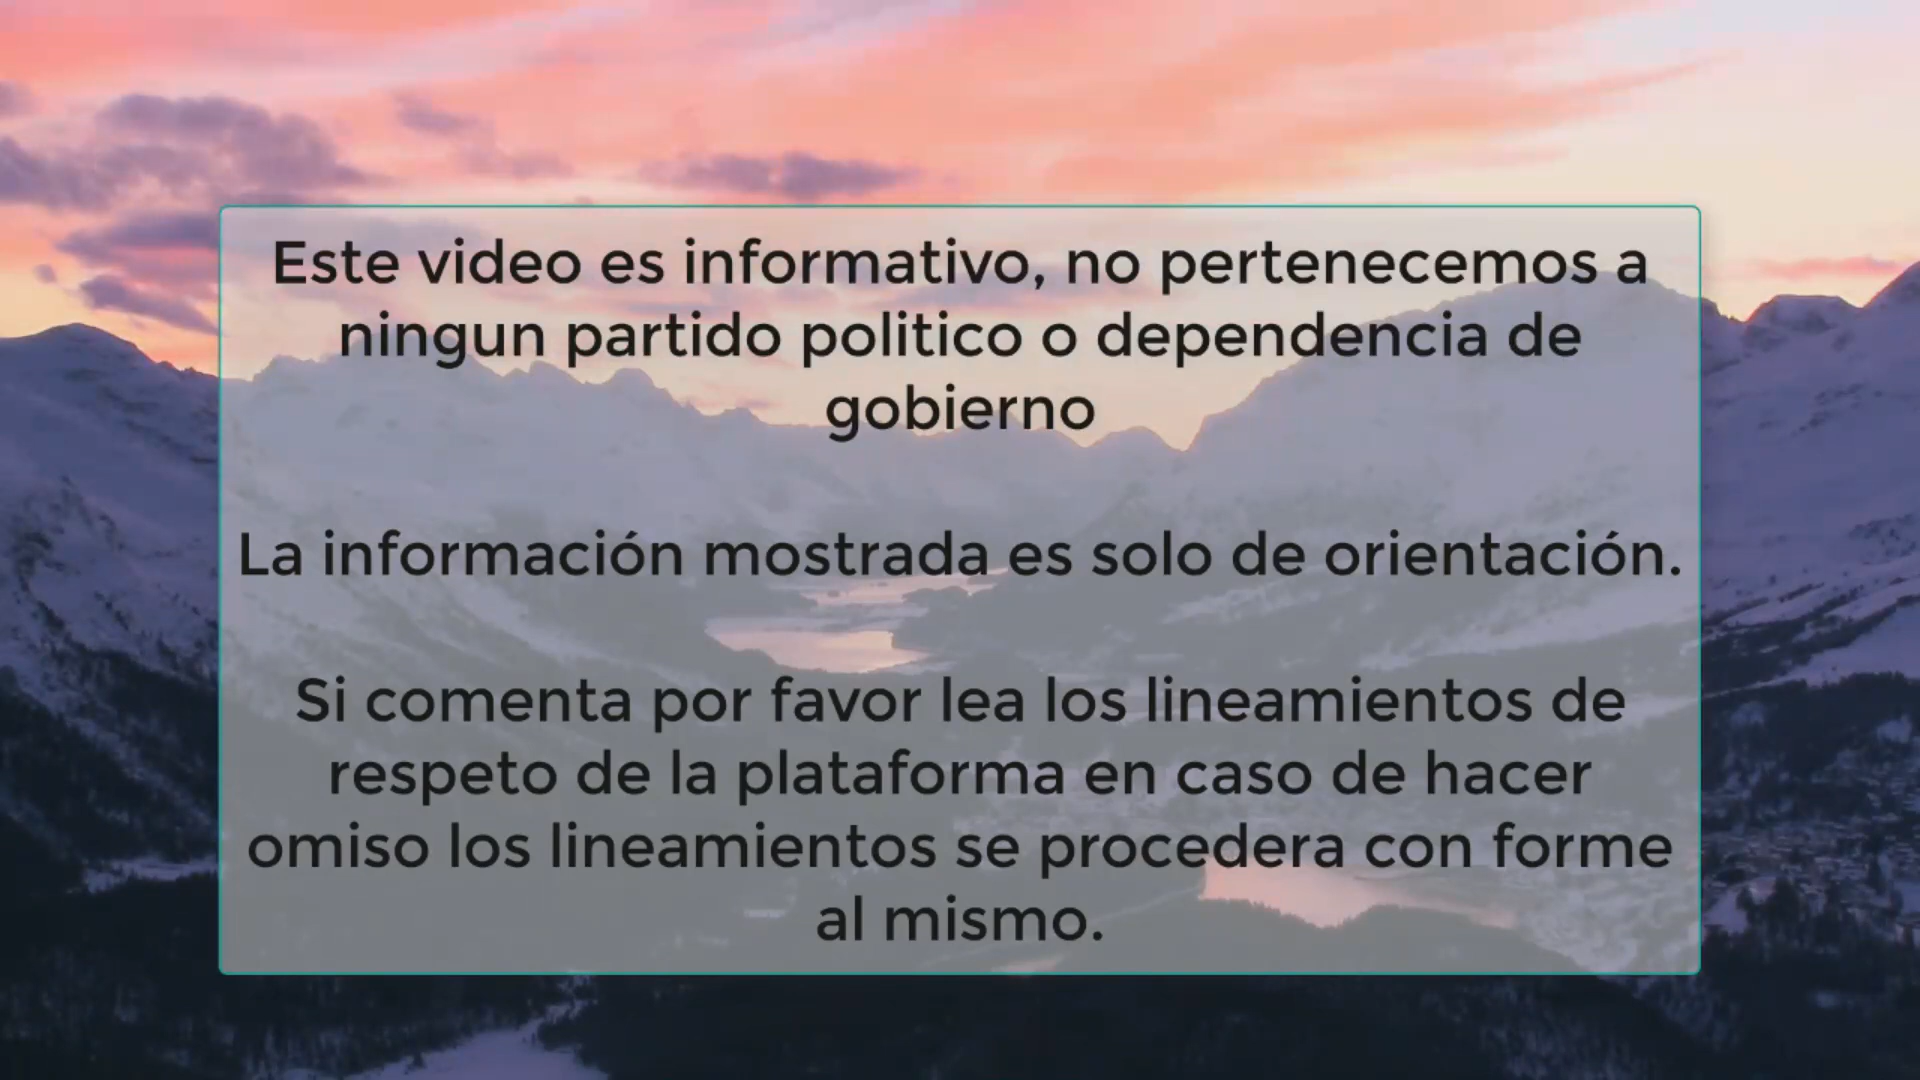 Este video es informativo, no pertenecemos a
ningun partido politico o dependencia de
gobierno
La información mostrada es solo de orientación.
Si comenta por favor lea los lineamientos de
respeto de la plataforma en caso de hacer
omiso los lineamientos se procedera con forme
al mismo.